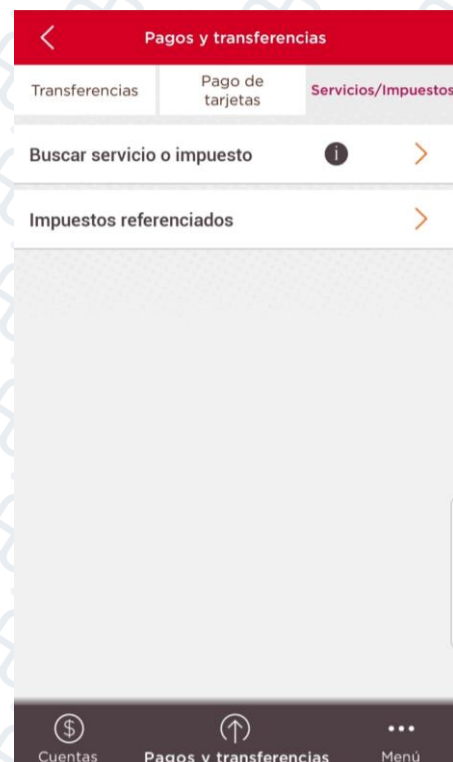 Pagos y transferencias
Transferencias
Pago de
tarjetas
Servicios/Impuestos
Buscar servicio o impuesto
Impuestos referenciados
Cuentas
Pagos y transferencias
Menú